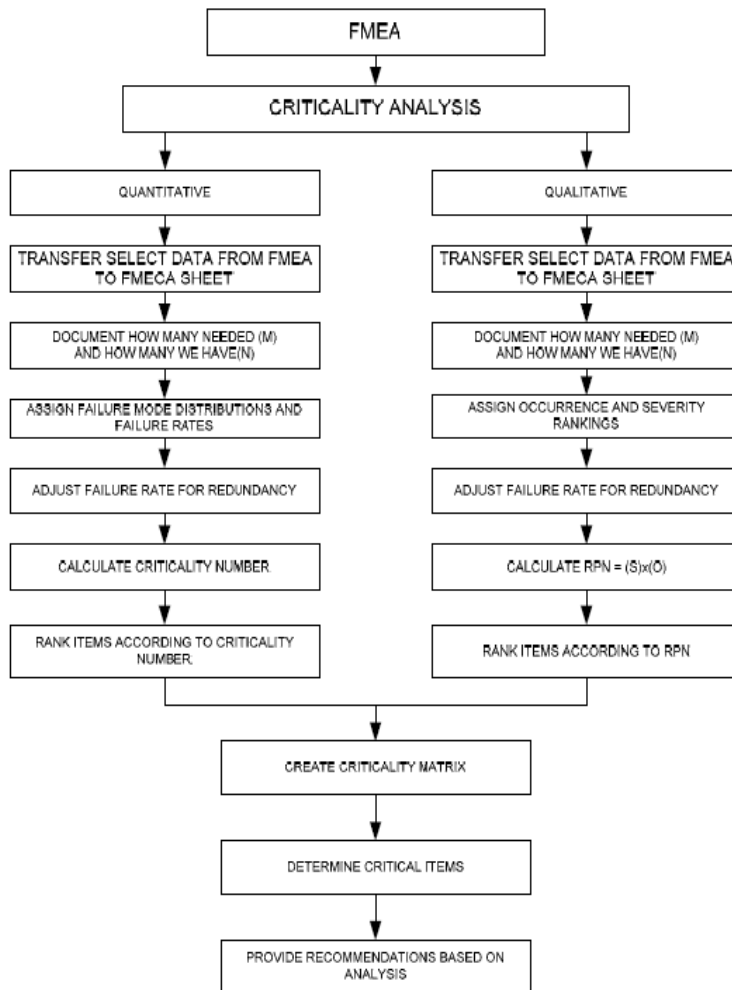 FMEA
CRITICALITY ANALYSIS
QUANTITATIVE
TRANSFER SELECT DATA FROM FMEA
TO FMECA SHEET
DOCUMENT HOW MANY NEEDED (M)
AND HOW MANY WE HAVE(N)
ASSIGN FAILURE MODE DISTRIBUTIONS AND
FAILURE RATES
ADJUST FAILURE RATE FOR REDUNDANCY
CALCULATE CRITICALITY NUMBER
RANK ITEMS ACCORDING TO CRITICALITY
NUMBER
QUALITATIVE
TRANSFER SELECT DATA FROM FMEA
TO FMECA SHEET
DOCUMENT HOW MANY NEEDED (M)
AND HOW MANY WE HAVE(N)
ASSIGN OCCURRENCE AND SEVERITY
RANKINGS
ADJUST FAILURE RATE FOR REDUNDANCY
CALCULATE RPN = (S)x(O)
RANK ITEMS ACCORDING TO RPN
CREATE CRITICALITY MATRIX
DETERMINE CRITICAL ITEMS
PROVIDE RECOMMENDATIONS BASED ON
ANALYSIS